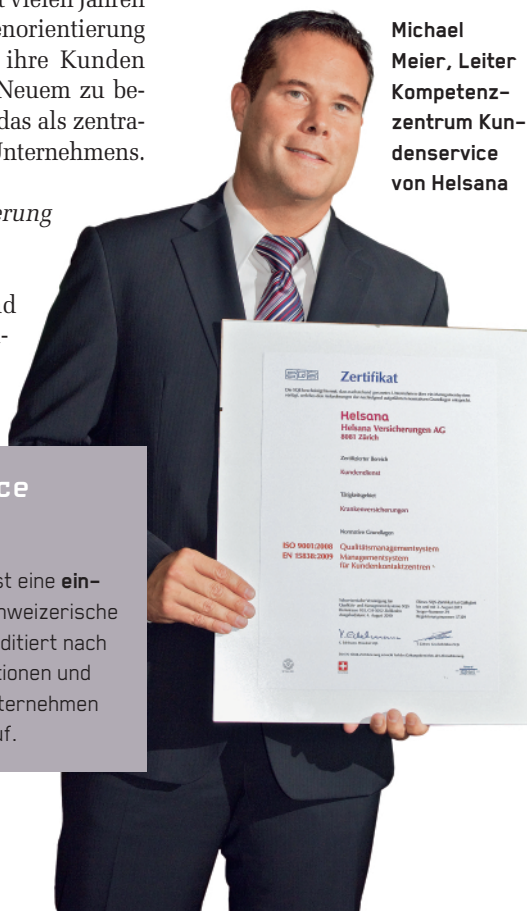 t vielen Jahren
enorientierung
ihre Kunden
Neuem zu be-
das als zentra-
Unternehmens.
erung
d
-
Michael
Meier, Leiter
Kompetenz-
zentrum Kun-
denservice
von Helsana
ce
st eine ein-
hweizerische
ditiert nach
tionen und
ternehmen
uf.
SQS Zertifikat
Helsana
Helsana Versicherungen AG
8081 Zürich
Zertifizierter Bereich
Kundendienst
Tätigkeitsgebiet
Krankenversicherungen
Normative Grundlagen
ISO 9001:2008 Qualitätsmanagementsystem
EN 15838:2009 Managementsystem
für Kundenkontaktzentren